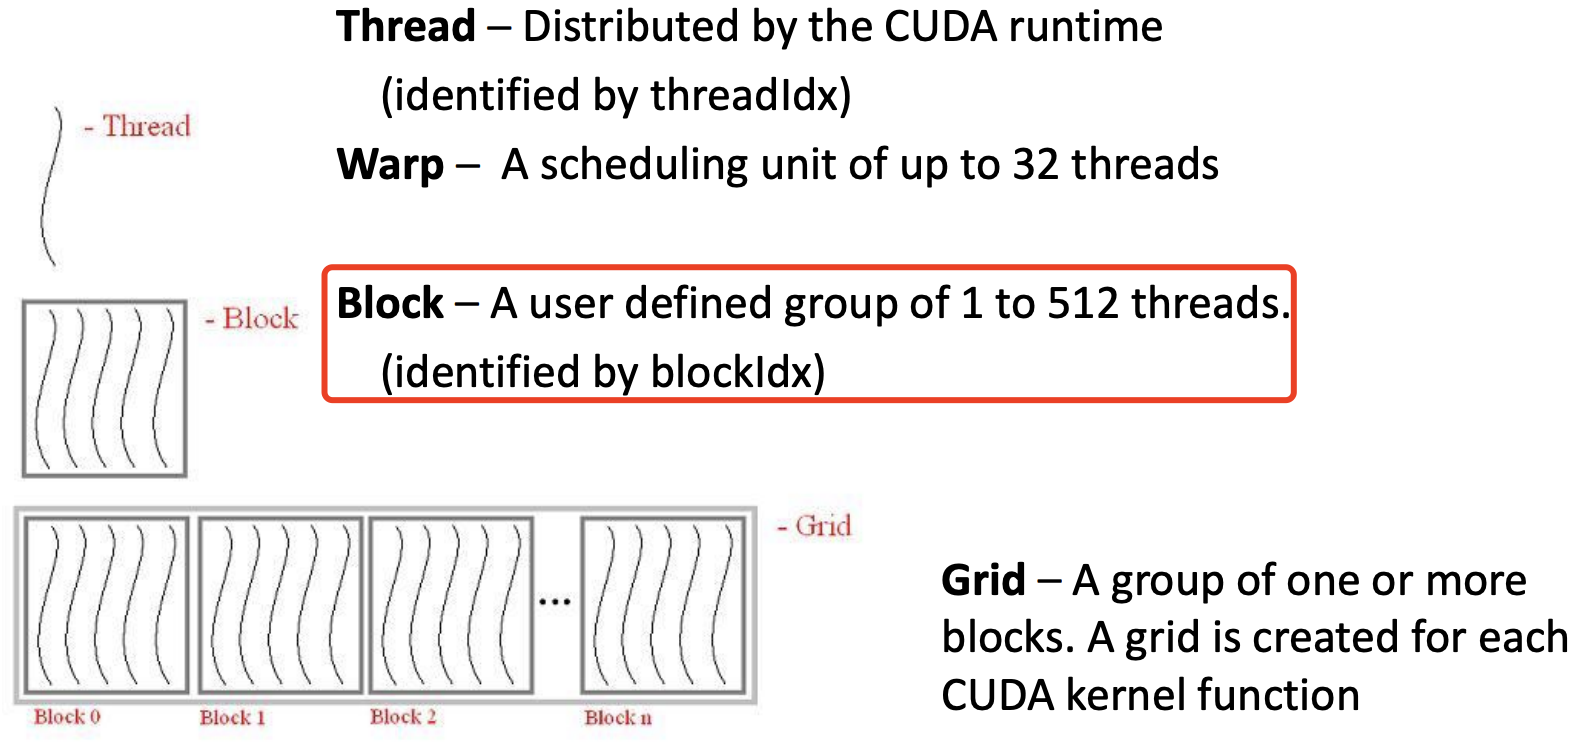 Thread – Distributed by the CUDA runtime
(identified by threadIdx)
- Thread
Warp – A scheduling unit of up to 32 threads
Block – A user defined group of 1 to 512 threads.
(identified by blockIdx)
- Block
- Grid
...
Block 0
Block 1
Block 2
Block n
Grid – A group of one or more
blocks. A grid is created for each
CUDA kernel function